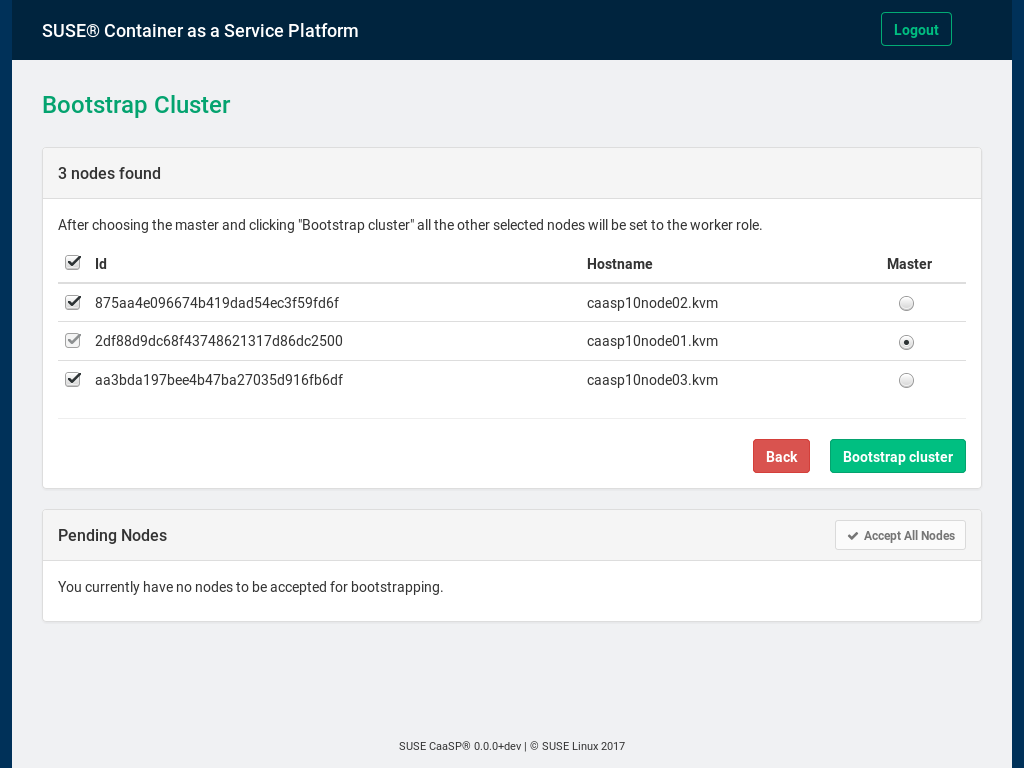 SUSE® Container as a Service Platform
Logout
Bootstrap Cluster
3 nodes found
After choosing the master and clicking "Bootstrap cluster" all the other selected nodes will be set to the worker role.
Id Hostname Master
875aa4e096674b419dad54ec3f59fd6f caasp10node02.kvm
2df88d9dc68f43748621317d86dc2500 caasp10node01.kvm
aa3bda197bee4b47ba27035d916fb6df caasp10node03.kvm
Back Bootstrap cluster
Pending Nodes
Accept All Nodes
You currently have no nodes to be accepted for bootstrapping.
SUSE CaaSP® 0.0.0+dev | © SUSE Linux 2017